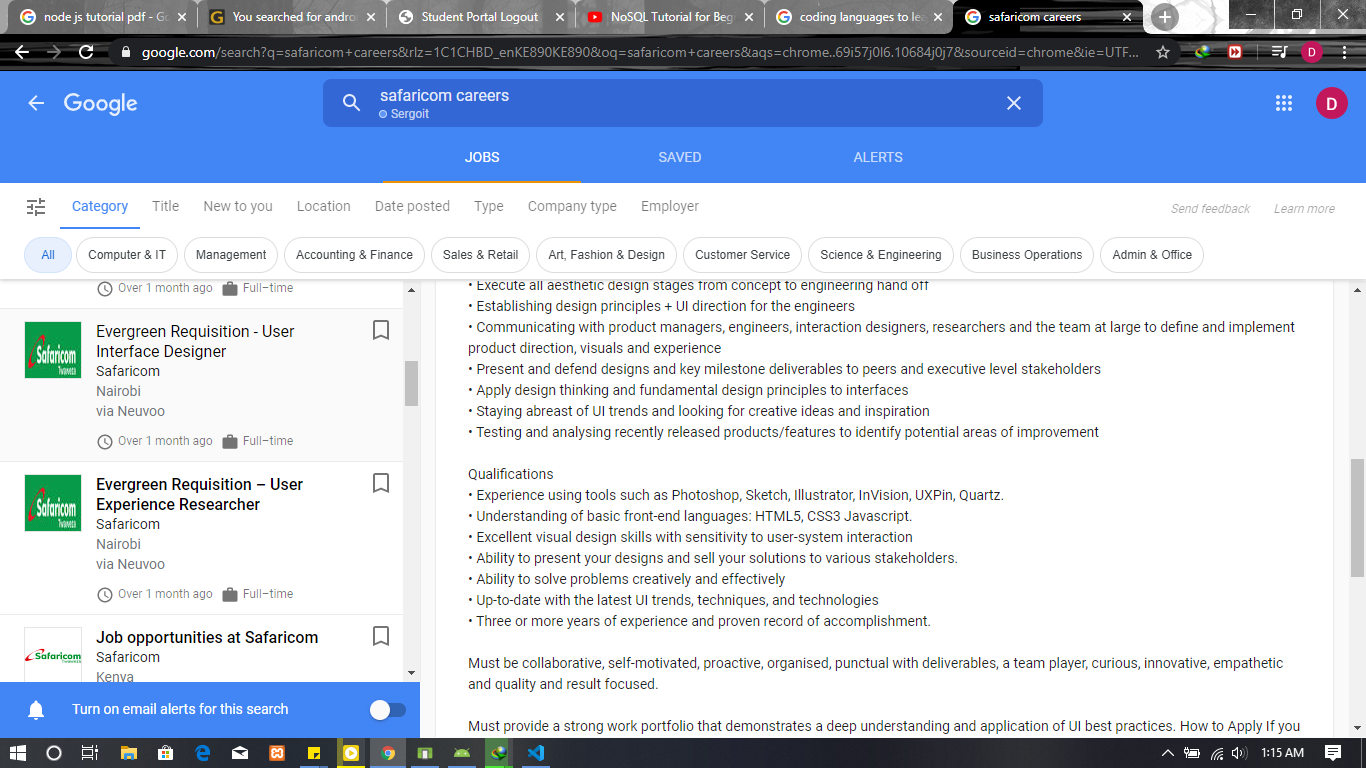 node js tutorial pdf - Go
You searched for andro
Student Portal Logout
NoSQL Tutorial for Beg
coding languages to le
safaricom careers
google.com/search?q=safaricom+careers&rlz=1C1CHBD_enKE890KE890&oq=safaricom+careers&aqs=chrome..69i57j0l6.10684j0j7&sourceid=chrome&ie=UTF...
D
Google
safaricom careers
Sergoit
D
JOBS
SAVED
ALERTS
Category
Title
New to you
Location
Date posted
Type
Company type
Employer
Send feedback
Learn more
All
Computer & IT
Management
Accounting & Finance
Sales & Retail
Art, Fashion & Design
Customer Service
Science & Engineering
Business Operations
Admin & Office
Over 1 month ago
Full–time
Safaricom
Evergreen Requisition - User
Interface Designer
Safaricom
Nairobi
via Neuvoo
Over 1 month ago
Full–time
Safaricom
Evergreen Requisition – User
Experience Researcher
Safaricom
Nairobi
via Neuvoo
Over 1 month ago
Full–time
Safaricom
Job opportunities at Safaricom
Safaricom
Kenya
Turn on email alerts for this search
• Execute all aesthetic design stages from concept to engineering hand off
• Establishing design principles + UI direction for the engineers
• Communicating with product managers, engineers, interaction designers, researchers and the team at large to define and implement
product direction, visuals and experience
• Present and defend designs and key milestone deliverables to peers and executive level stakeholders
• Apply design thinking and fundamental design principles to interfaces
• Staying abreast of UI trends and looking for creative ideas and inspiration
• Testing and analysing recently released products/features to identify potential areas of improvement
Qualifications
• Experience using tools such as Photoshop, Sketch, Illustrator, InVision, UXPin, Quartz.
• Understanding of basic front-end languages: HTML5, CSS3 Javascript.
• Excellent visual design skills with sensitivity to user-system interaction
• Ability to present your designs and sell your solutions to various stakeholders.
• Ability to solve problems creatively and effectively
• Up-to-date with the latest UI trends, techniques, and technologies
• Three or more years of experience and proven record of accomplishment.
Must be collaborative, self-motivated, proactive, organised, punctual with deliverables, a team player, curious, innovative, empathetic
and quality and result focused.
Must provide a strong work portfolio that demonstrates a deep understanding and application of UI best practices. How to Apply If you
1:15 AM